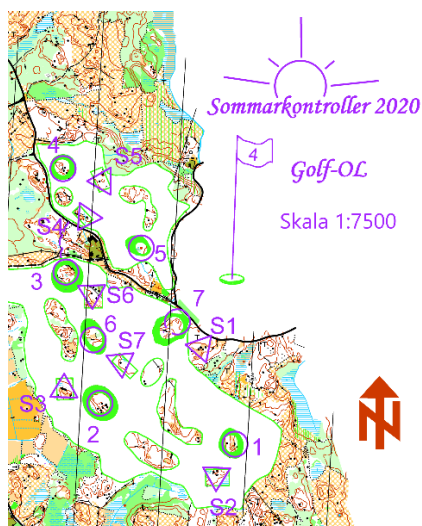 Sommarkontroller 2020
4
Golf-OL
Skala 1:7500
4
S5
S4
5
3
S6
7
6
S1
S7
S3
2
1
S2
N